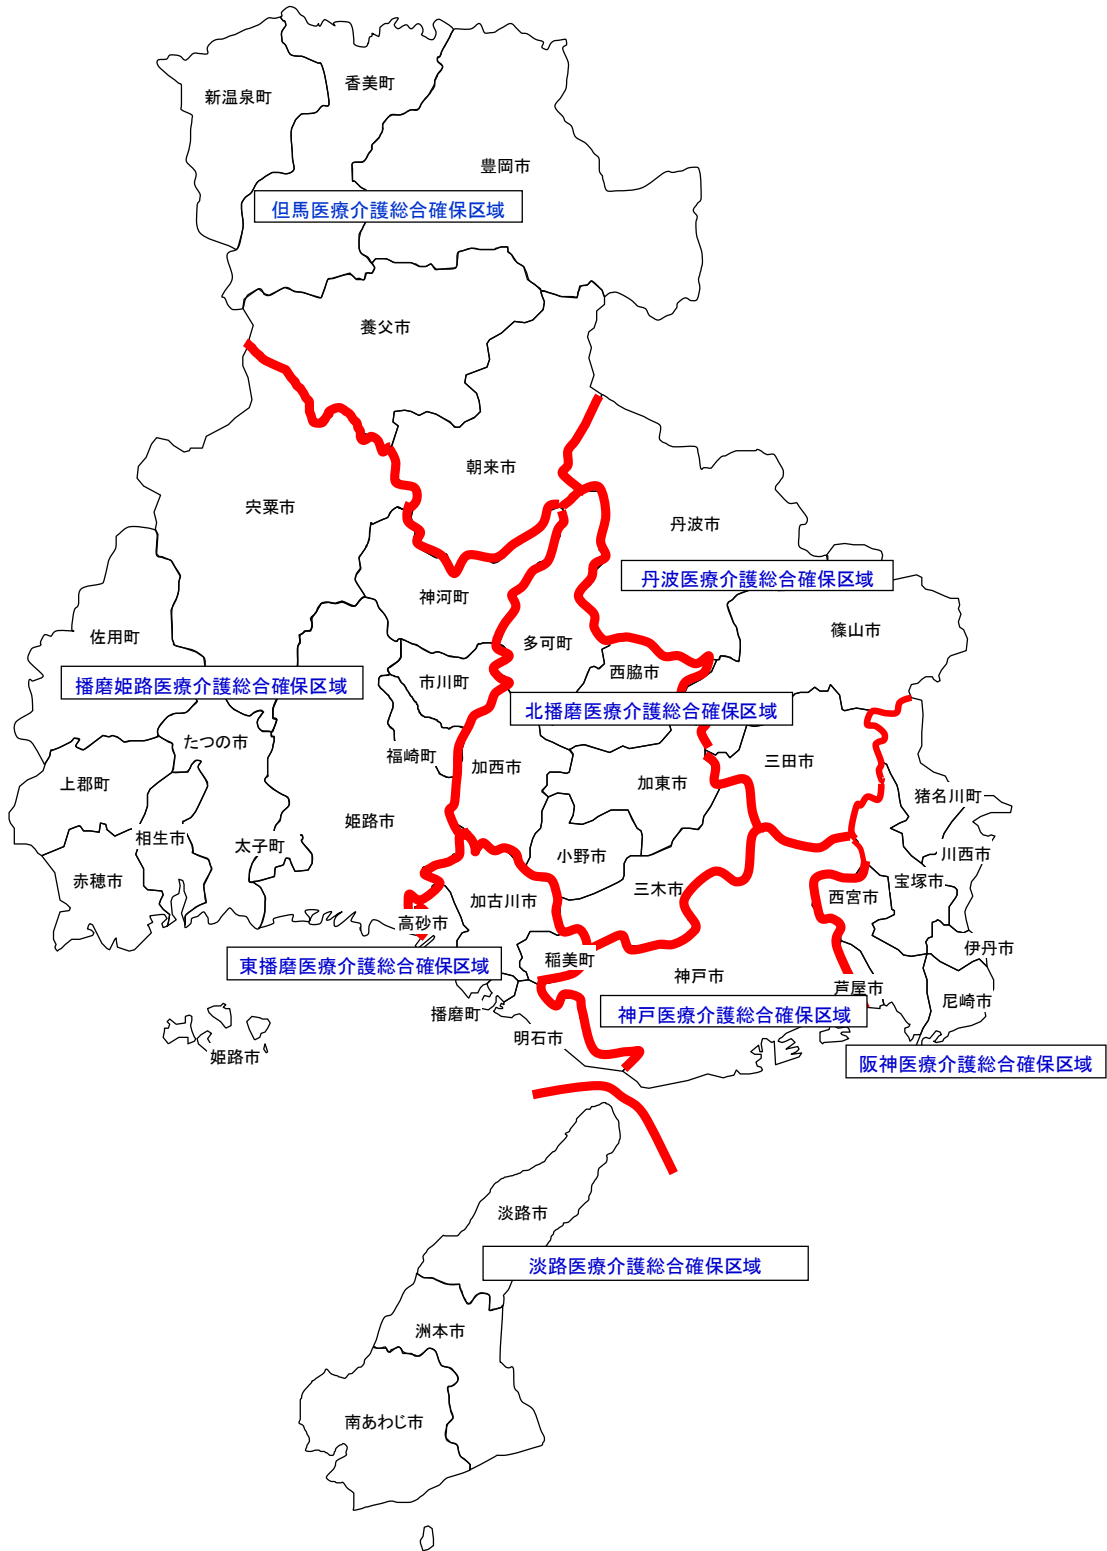 香美町
新温泉町
豊岡市
但馬医療介護総合確保区域
養父市
朝来市
宍粟市
丹波市
丹波医療介護総合確保区域
神河町
佐用町
多可町
篠山市
西脇市
市川町
播磨姫路医療介護総合確保区域
北播磨医療介護総合確保区域
たつの市
福崎町
加西市
三田市
上郡町
加東市
猪名川町
姫路市
相生市
太子町
小野市
川西市
赤穂市
三木市
宝塚市
西宮市
加古川市
高砂市
伊丹市
東播磨医療介護総合確保区域
稲美町
神戸市
芦屋市
尼崎市
播磨町
神戸医療介護総合確保区域
明石市
姫路市
阪神医療介護総合確保区域
淡路市
淡路医療介護総合確保区域
洲本市
南あわじ市